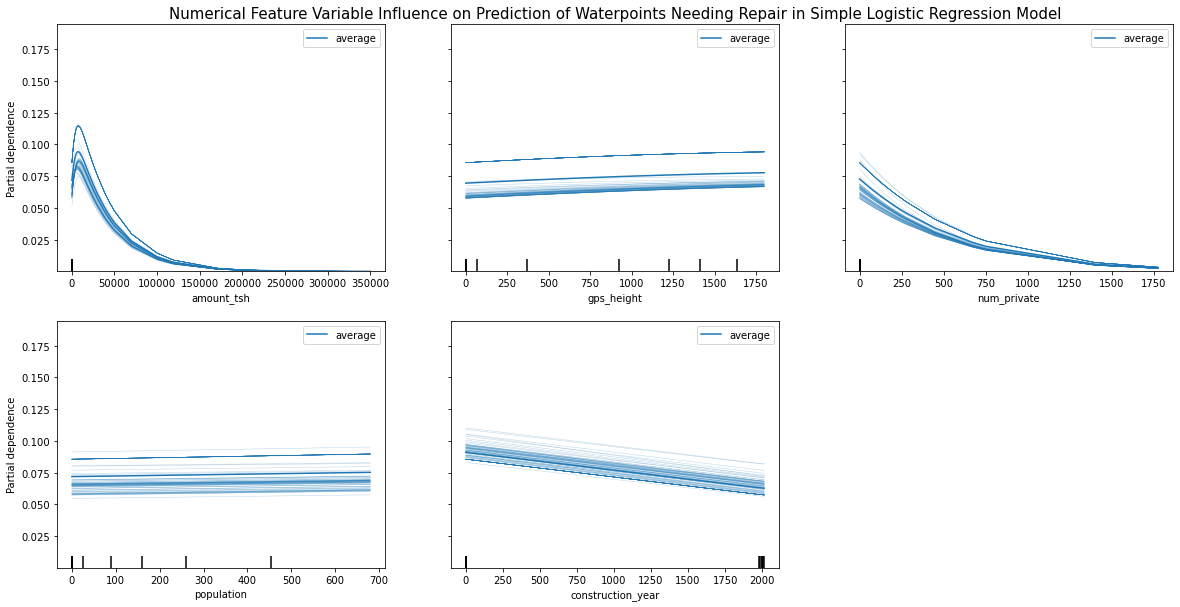 Numerical Feature Variable Influence on Prediction of Waterpoints Needing Repair in Simple Logistic Regression Model
average
average
average
0.175
0.150
0.125
0.100
0.075
0.050
0.025
Partial dependence
0 50000 100000 150000 200000 250000 300000 350000
amount_tsh
0 250 500 750 1000 1250 1500 1750
gps_height
0 250 500 750 1000 1250 1500 1750
num_private
average
average
0.175
0.150
0.125
0.100
0.075
0.050
0.025
Partial dependence
0 100 200 300 400 500 600 700
population
0 250 500 750 1000 1250 1500 1750 2000
construction_year